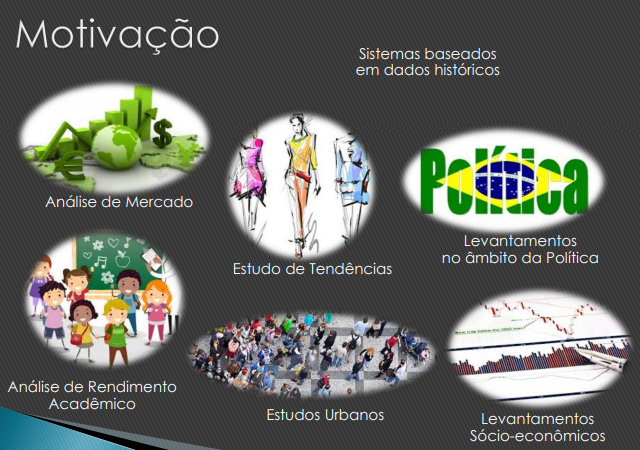 Motivação
Sistemas baseados
em dados históricos
Análise de Mercado
Estudo de Tendências
Política
Levantamentos
no âmbito da Política
Análise de Rendimento
Acadêmico
Estudos Urbanos
Levantamentos
Sócio-econômicos